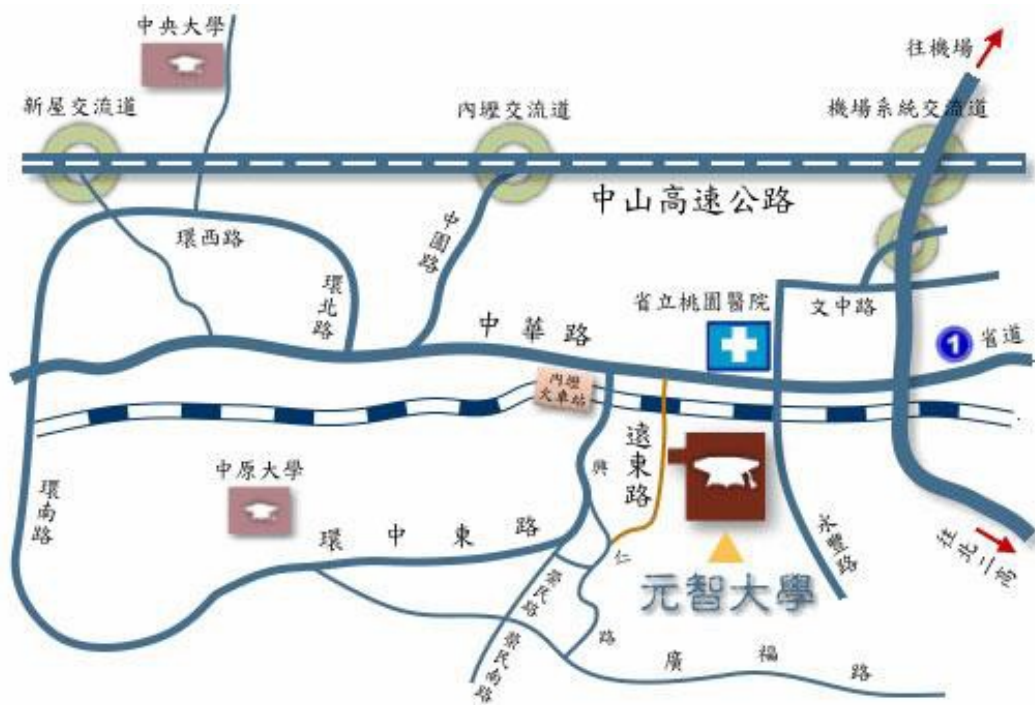 中央大學
往機場
新屋交流道
內壢交流道
機場系統交流道
中山高速公路
環西路
中園路
環北路
省立桃園醫院
文中路
中華路
1
省道
內壢
火車站
遠東路
興
仁
路
中原大學
環南路
環中東路
榮民路
榮民南路
永豐路
往北二高
元智大學
廣福路